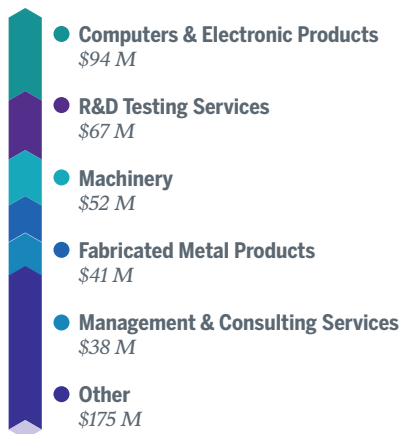 Computers & Electronic Products
$94 M
R&D Testing Services
$67 M
Machinery
$52 M
Fabricated Metal Products
$41 M
Management & Consulting Services
$38 M
Other
$175 M